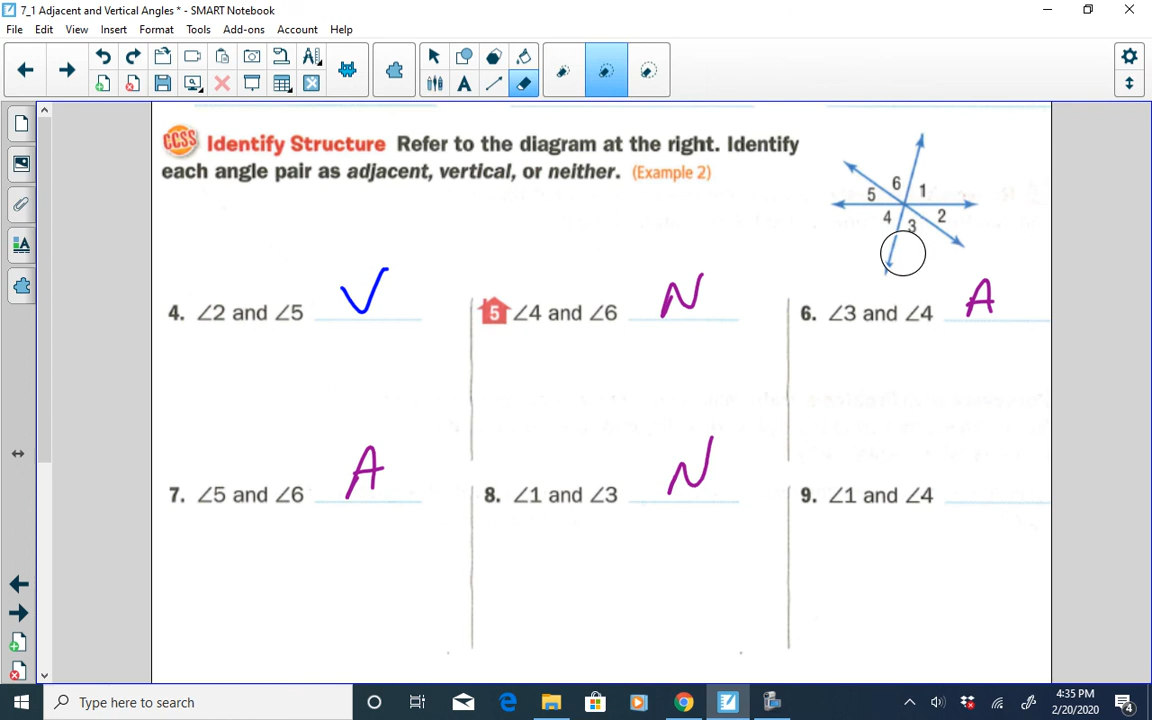 7_1 Adjacent and Vertical Angles * - SMART Notebook
File Edit View Insert Format Tools Add-ons Account Help
CCSS Identify Structure Refer to the diagram at the right. Identify
each angle pair as adjacent, vertical, or neither. (Example 2)
6 1
5
4 2
3
4. ∠2 and ∠5 V
5 ∠4 and ∠6 N
6. ∠3 and ∠4 A
7. ∠5 and ∠6 A
8. ∠1 and ∠3 N
9. ∠1 and ∠4
Type here to search
4:35 PM
2/20/2020
4